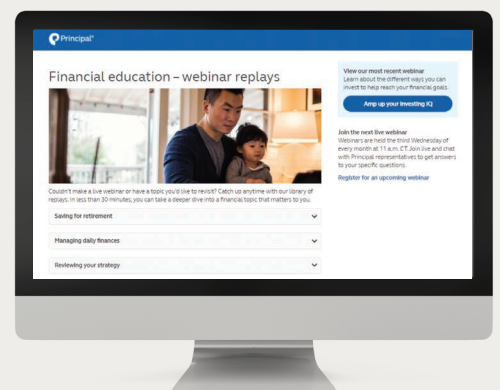 Principal®
Financial education – webinar replays
Couldn't make a live webinar or have a topic you'd like to revisit? Catch up anytime with our library of
replays. In less than 30 minutes, you can take a deeper dive into a financial topic that matters to you.
Saving for retirement
Managing daily finances
Reviewing your strategy
View our most recent webinar
Learn about the different ways you can
invest to help reach your financial goals.
Amp up your investing IQ
Join the next live webinar
Webinars are held the third Wednesday of
every month at 11 a.m. CT. Join live and chat
with Principal representatives to get answers
to your specific questions.
Register for an upcoming webinar